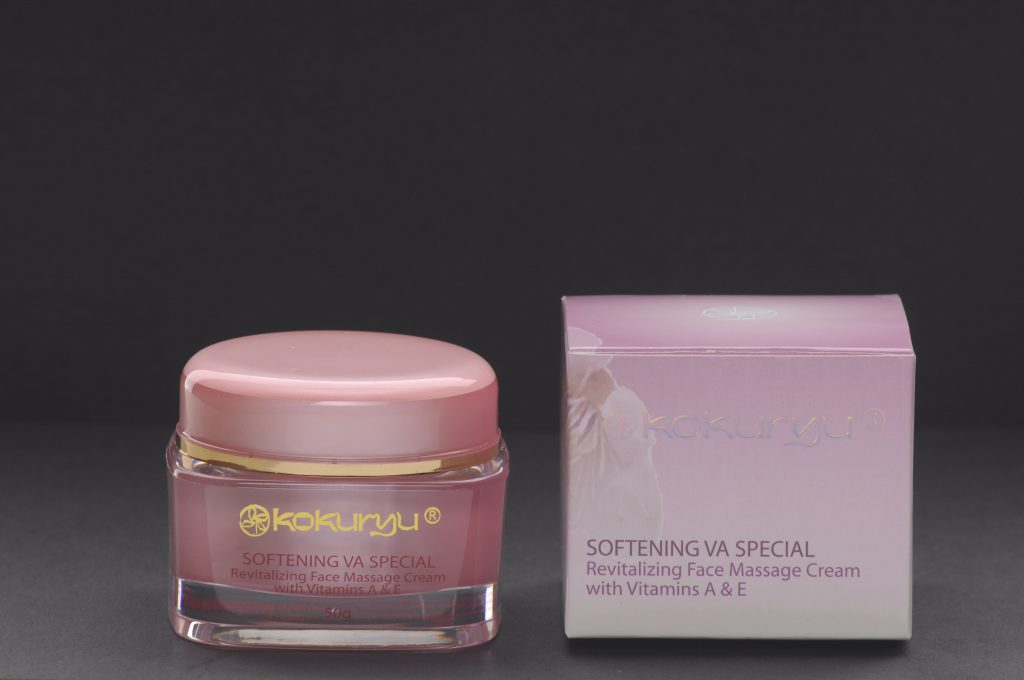 kokuryu®
SOFTENING VA SPECIAL
Revitalizing Face Massage Cream
with Vitamins A & E
50g
kokuryu®
SOFTENING VA SPECIAL
Revitalizing Face Massage Cream
with Vitamins A & E